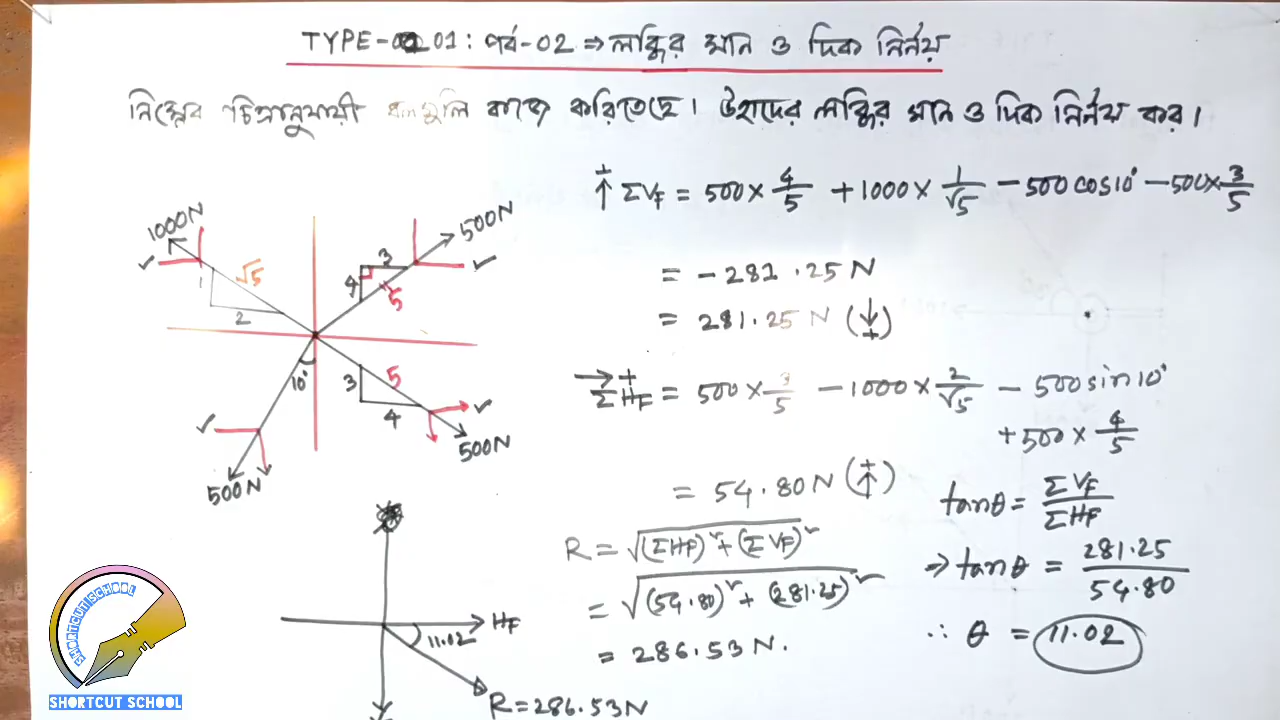 TYPE-01: পর্ব-02 ⇒ লব্ধির মান ও দিক নির্নয়
নিম্নের চিত্রানুযায়ী বলগুলি কাজ করিতেছে। উহাদের লব্ধির মান ও দিক নির্নয় কর।
+↑ ΣVF = 500 × 4/5 + 1000 × 1/√5 − 500 cos10° − 500 × 3/5
= −281.25 N
= 281.25 N (↓+)
→+ ΣHF = 500 × 3/5 − 1000 × 2/√5 − 500 sin10°
+ 500 × 4/5
= 54.80 N (+↑)
R = √(ΣHF)² + (ΣVF)²
= √(54.80)² + (281.25)²
= 286.53 N.
tanθ = ΣVF/ΣHF
⇒ tanθ = 281.25/54.80
∴ θ = 11.02
1000N
✓
1
√5
2
500N
✓
3
4
5
10°
✓
500N
3
5
4
✓
500N
HF
11.02
R = 286.53N
SHORTCUT SCHOOL
SHORTCUT SCHOOL